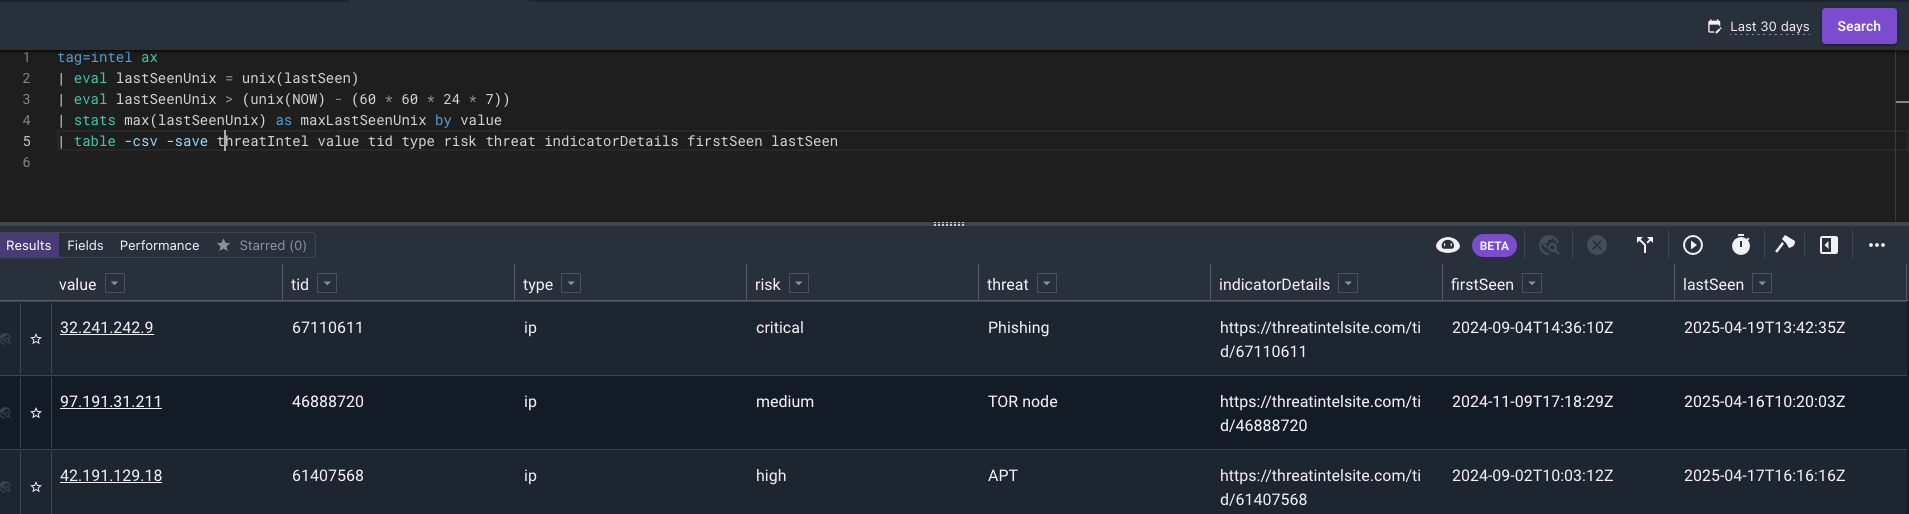 Last 30 days
Search
1 tag=intel ax
2 | eval lastSeenUnix = unix(lastSeen)
3 | eval lastSeenUnix > (unix(NOW) - (60 * 60 * 24 * 7))
4 | stats max(lastSeenUnix) as maxLastSeenUnix by value
5 | table -csv -save threatIntel value tid type risk threat indicatorDetails firstSeen lastSeen
6
Results Fields Performance Starred (0) BETA
value tid type risk threat indicatorDetails firstSeen lastSeen
32.241.242.9 67110611 ip critical Phishing https://threatintelsite.com/ti 2024-09-04T14:36:10Z 2025-04-19T13:42:35Z
d/67110611
97.191.31.211 46888720 ip medium TOR node https://threatintelsite.com/ti 2024-11-09T17:18:29Z 2025-04-16T10:20:03Z
d/46888720
42.191.129.18 61407568 ip high APT https://threatintelsite.com/ti 2024-09-02T10:03:12Z 2025-04-17T16:16:16Z
d/61407568